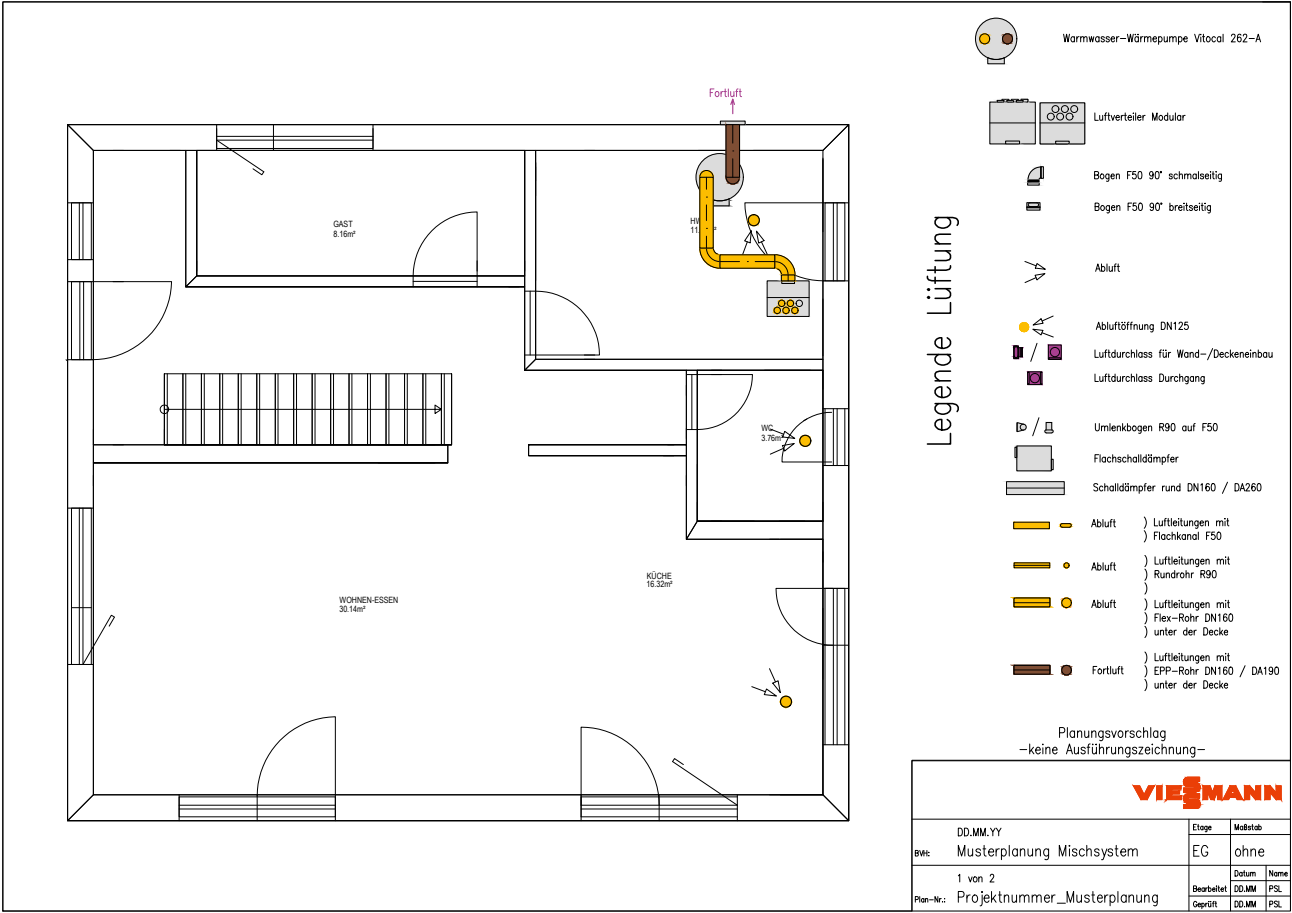 Fortluft
GAST
8.16m²
HW
11.
WC
3.76m²
KÜCHE
16.32m²
WOHNEN-ESSEN
30.14m²
Legende Lüftung
Warmwasser-Wärmepumpe Vitocal 262-A
Luftverteiler Modular
Bogen F50 90° schmalseitig
Bogen F50 90° breitseitig
Abluft
Abluftöffnung DN125
Luftdurchlass für Wand-/Deckeneinbau
Luftdurchlass Durchgang
Umlenkbogen R90 auf F50
Flachschalldämpfer
Schalldämpfer rund DN160 / DA260
Abluft ) Luftleitungen mit
) Flachkanal F50
Abluft ) Luftleitungen mit
) Rundrohr R90
)
Abluft ) Luftleitungen mit
) Flex-Rohr DN160
) unter der Decke
) Luftleitungen mit
Fortluft ) EPP-Rohr DN160 / DA190
) unter der Decke
Planungsvorschlag
-keine Ausführungszeichnung-
VIESSMANN
DD.MM.YY Etage Maßstab
BVH: Musterplanung Mischsystem EG ohne
1 von 2 Datum Name
Plan-Nr.: Projektnummer_Musterplanung Bearbeitet DD.MM PSL
Geprüft DD.MM PSL